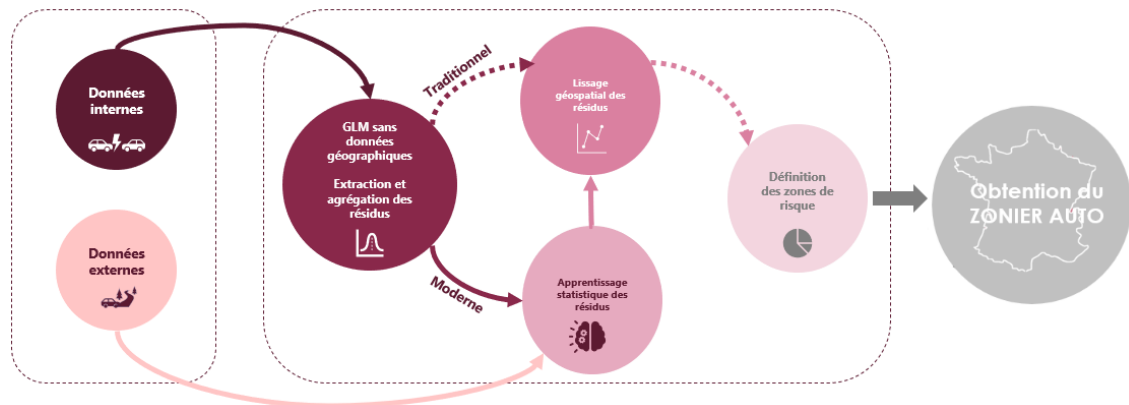 Données
internes
Données
externes
GLM sans
données
géographiques
Extraction et
agrégation des
résidus
Traditionnel
Moderne
Lissage
géospatial des
résidus
Apprentissage
statistique des
résidus
Définition
des zones de
risque
Obtention du
ZONIER AUTO